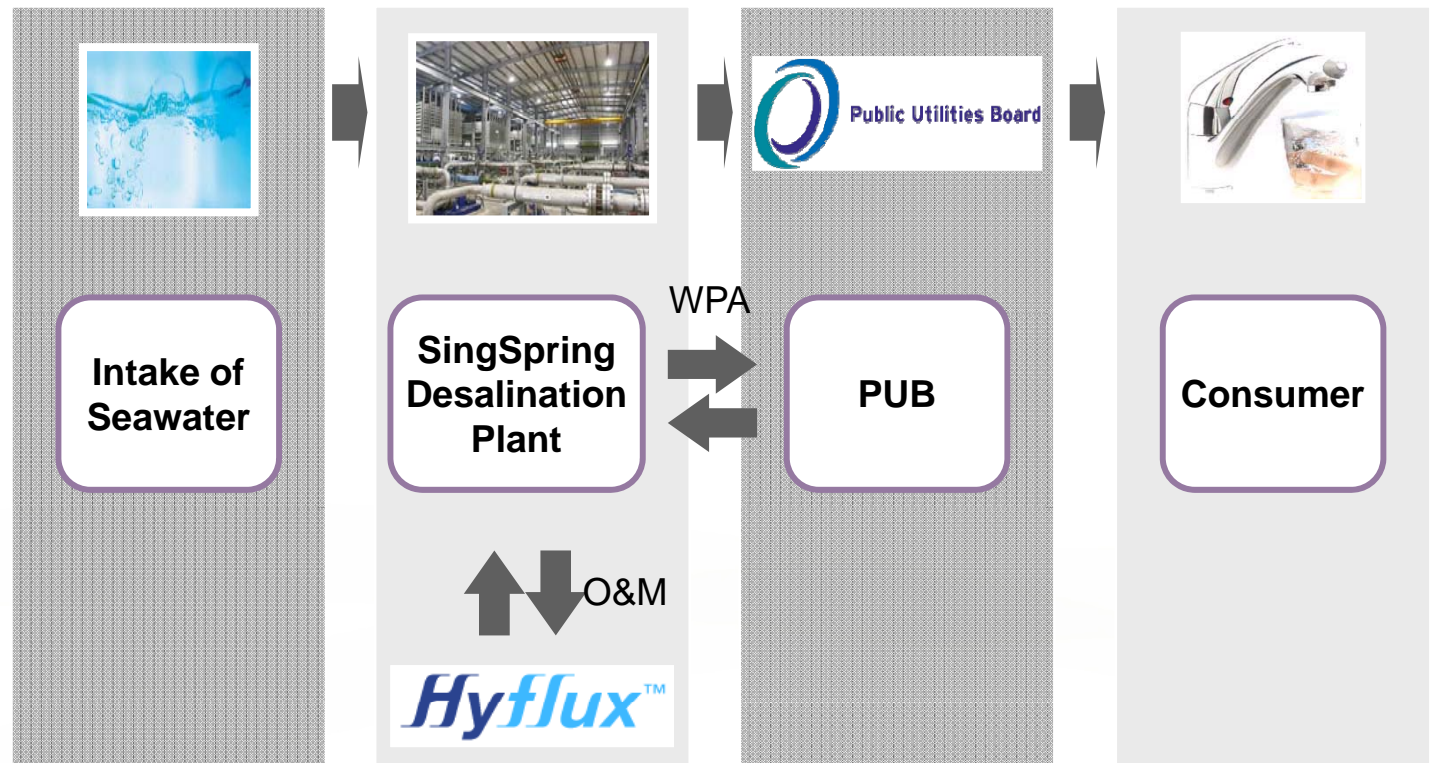 Public Utilities Board
WPA
Intake of
Seawater
SingSpring
Desalination
Plant
PUB
Consumer
O&M
Hyflux™